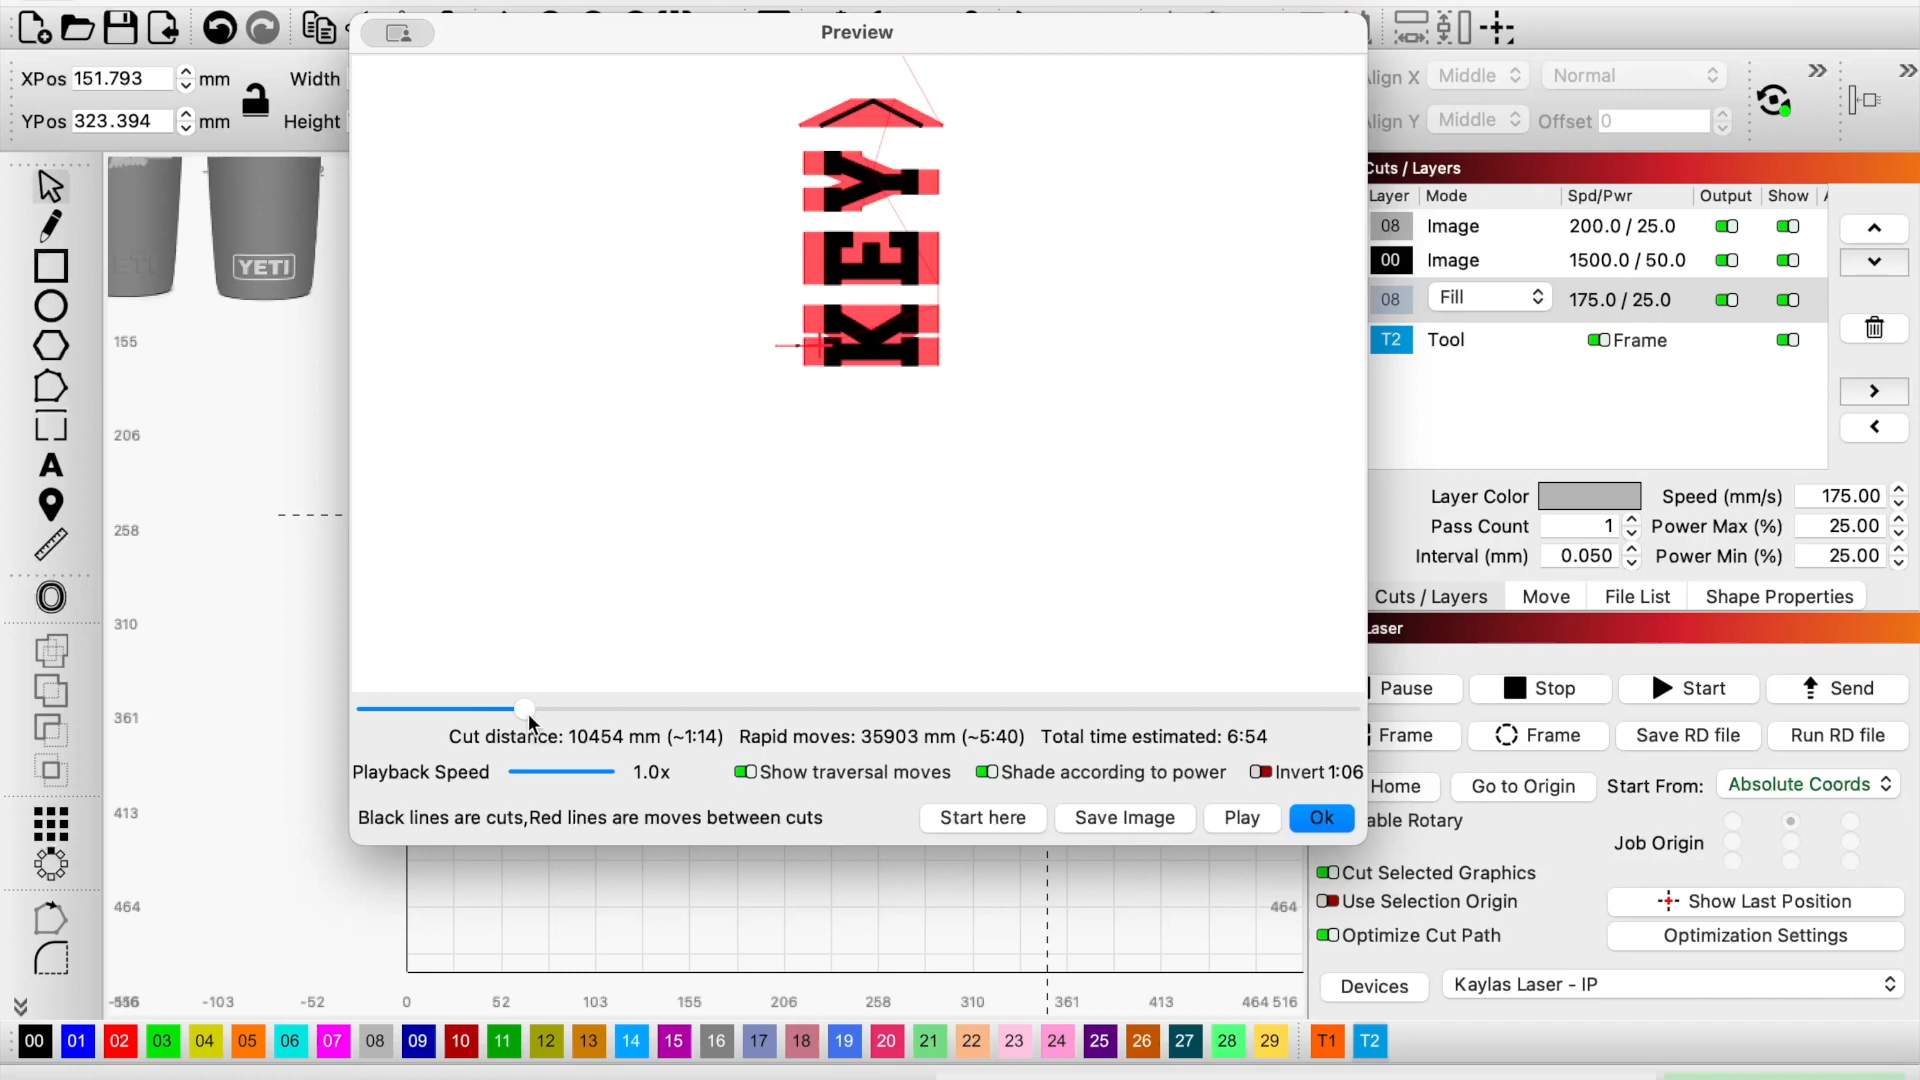 Preview
XPos 151.793 mm Width
YPos 323.394 mm Height
Align X Middle Normal
Align Y Middle Offset 0
YETI
KEY
155
206
258
310
361
413
464
464
-103 -52 0 52 103 155 206 258 310 361 413 464 516
Cut distance: 10454 mm (~1:14) Rapid moves: 35903 mm (~5:40) Total time estimated: 6:54
Playback Speed 1.0x Show traversal moves Shade according to power Invert 1:06
Black lines are cuts,Red lines are moves between cuts Start here Save Image Play Ok
Cuts / Layers
Layer Mode Spd/Pwr Output Show
08 Image 200.0 / 25.0
00 Image 1500.0 / 50.0
08 Fill 175.0 / 25.0
T2 Tool Frame
Layer Color Speed (mm/s) 175.00
Pass Count 1 Power Max (%) 25.00
Interval (mm) 0.050 Power Min (%) 25.00
Cuts / Layers Move File List Shape Properties
Laser
Pause Stop Start Send
Frame Frame Save RD file Run RD file
Home Go to Origin Start From: Absolute Coords
able Rotary
Job Origin
Cut Selected Graphics
Use Selection Origin Show Last Position
Optimize Cut Path Optimization Settings
Devices Kaylas Laser - IP
00 01 02 03 04 05 06 07 08 09 10 11 12 13 14 15 16 17 18 19 20 21 22 23 24 25 26 27 28 29 T1 T2